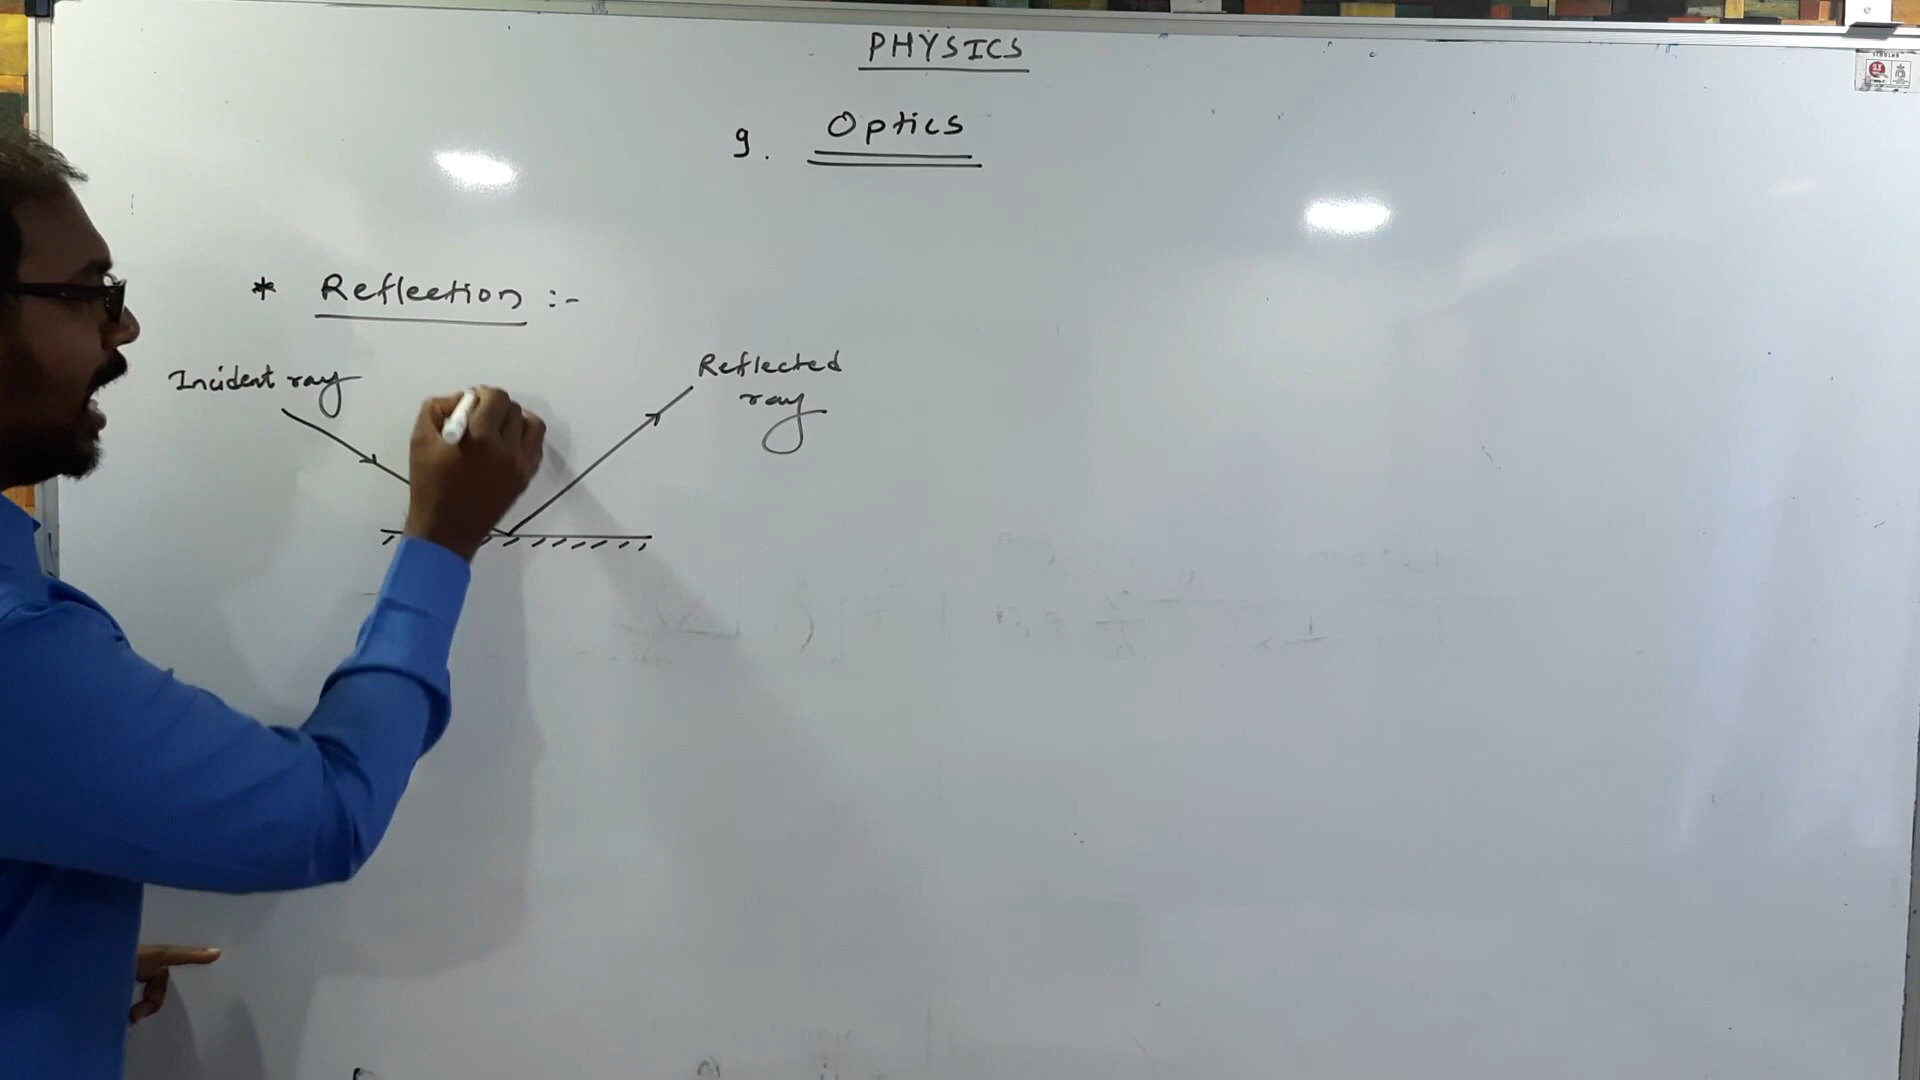 PHYSICS
9. Optics
* Reflection :-
Incident ray
Reflected
ray